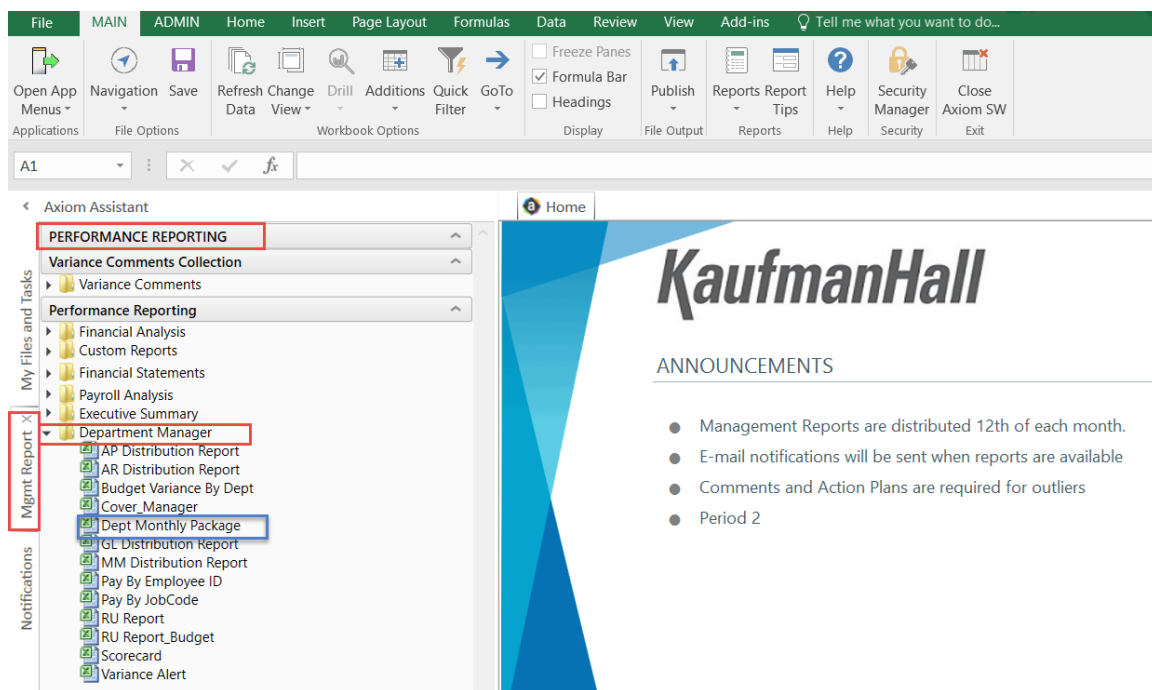 File MAIN ADMIN Home Insert Page Layout Formulas Data Review View Add-ins Tell me what you want to do...
Open App Menus
Navigation
Save
Refresh Data
Change View
Drill
Additions
Quick Filter
GoTo
Freeze Panes
Formula Bar
Headings
Publish
Reports
Report Tips
Help
Security Manager
Close Axiom SW
Applications File Options Workbook Options Display File Output Reports Help Security Exit
A1 fx
Axiom Assistant
Home
My Files and Tasks
Mgmt Report X
Notifications
PERFORMANCE REPORTING
Variance Comments Collection
Variance Comments
Performance Reporting
Financial Analysis
Custom Reports
Financial Statements
Payroll Analysis
Executive Summary
Department Manager
AP Distribution Report
AR Distribution Report
Budget Variance By Dept
Cover_Manager
Dept Monthly Package
GL Distribution Report
MM Distribution Report
Pay By Employee ID
Pay By JobCode
RU Report
RU Report_Budget
Scorecard
Variance Alert
KaufmanHall
ANNOUNCEMENTS
Management Reports are distributed 12th of each month.
E-mail notifications will be sent when reports are available
Comments and Action Plans are required for outliers
Period 2